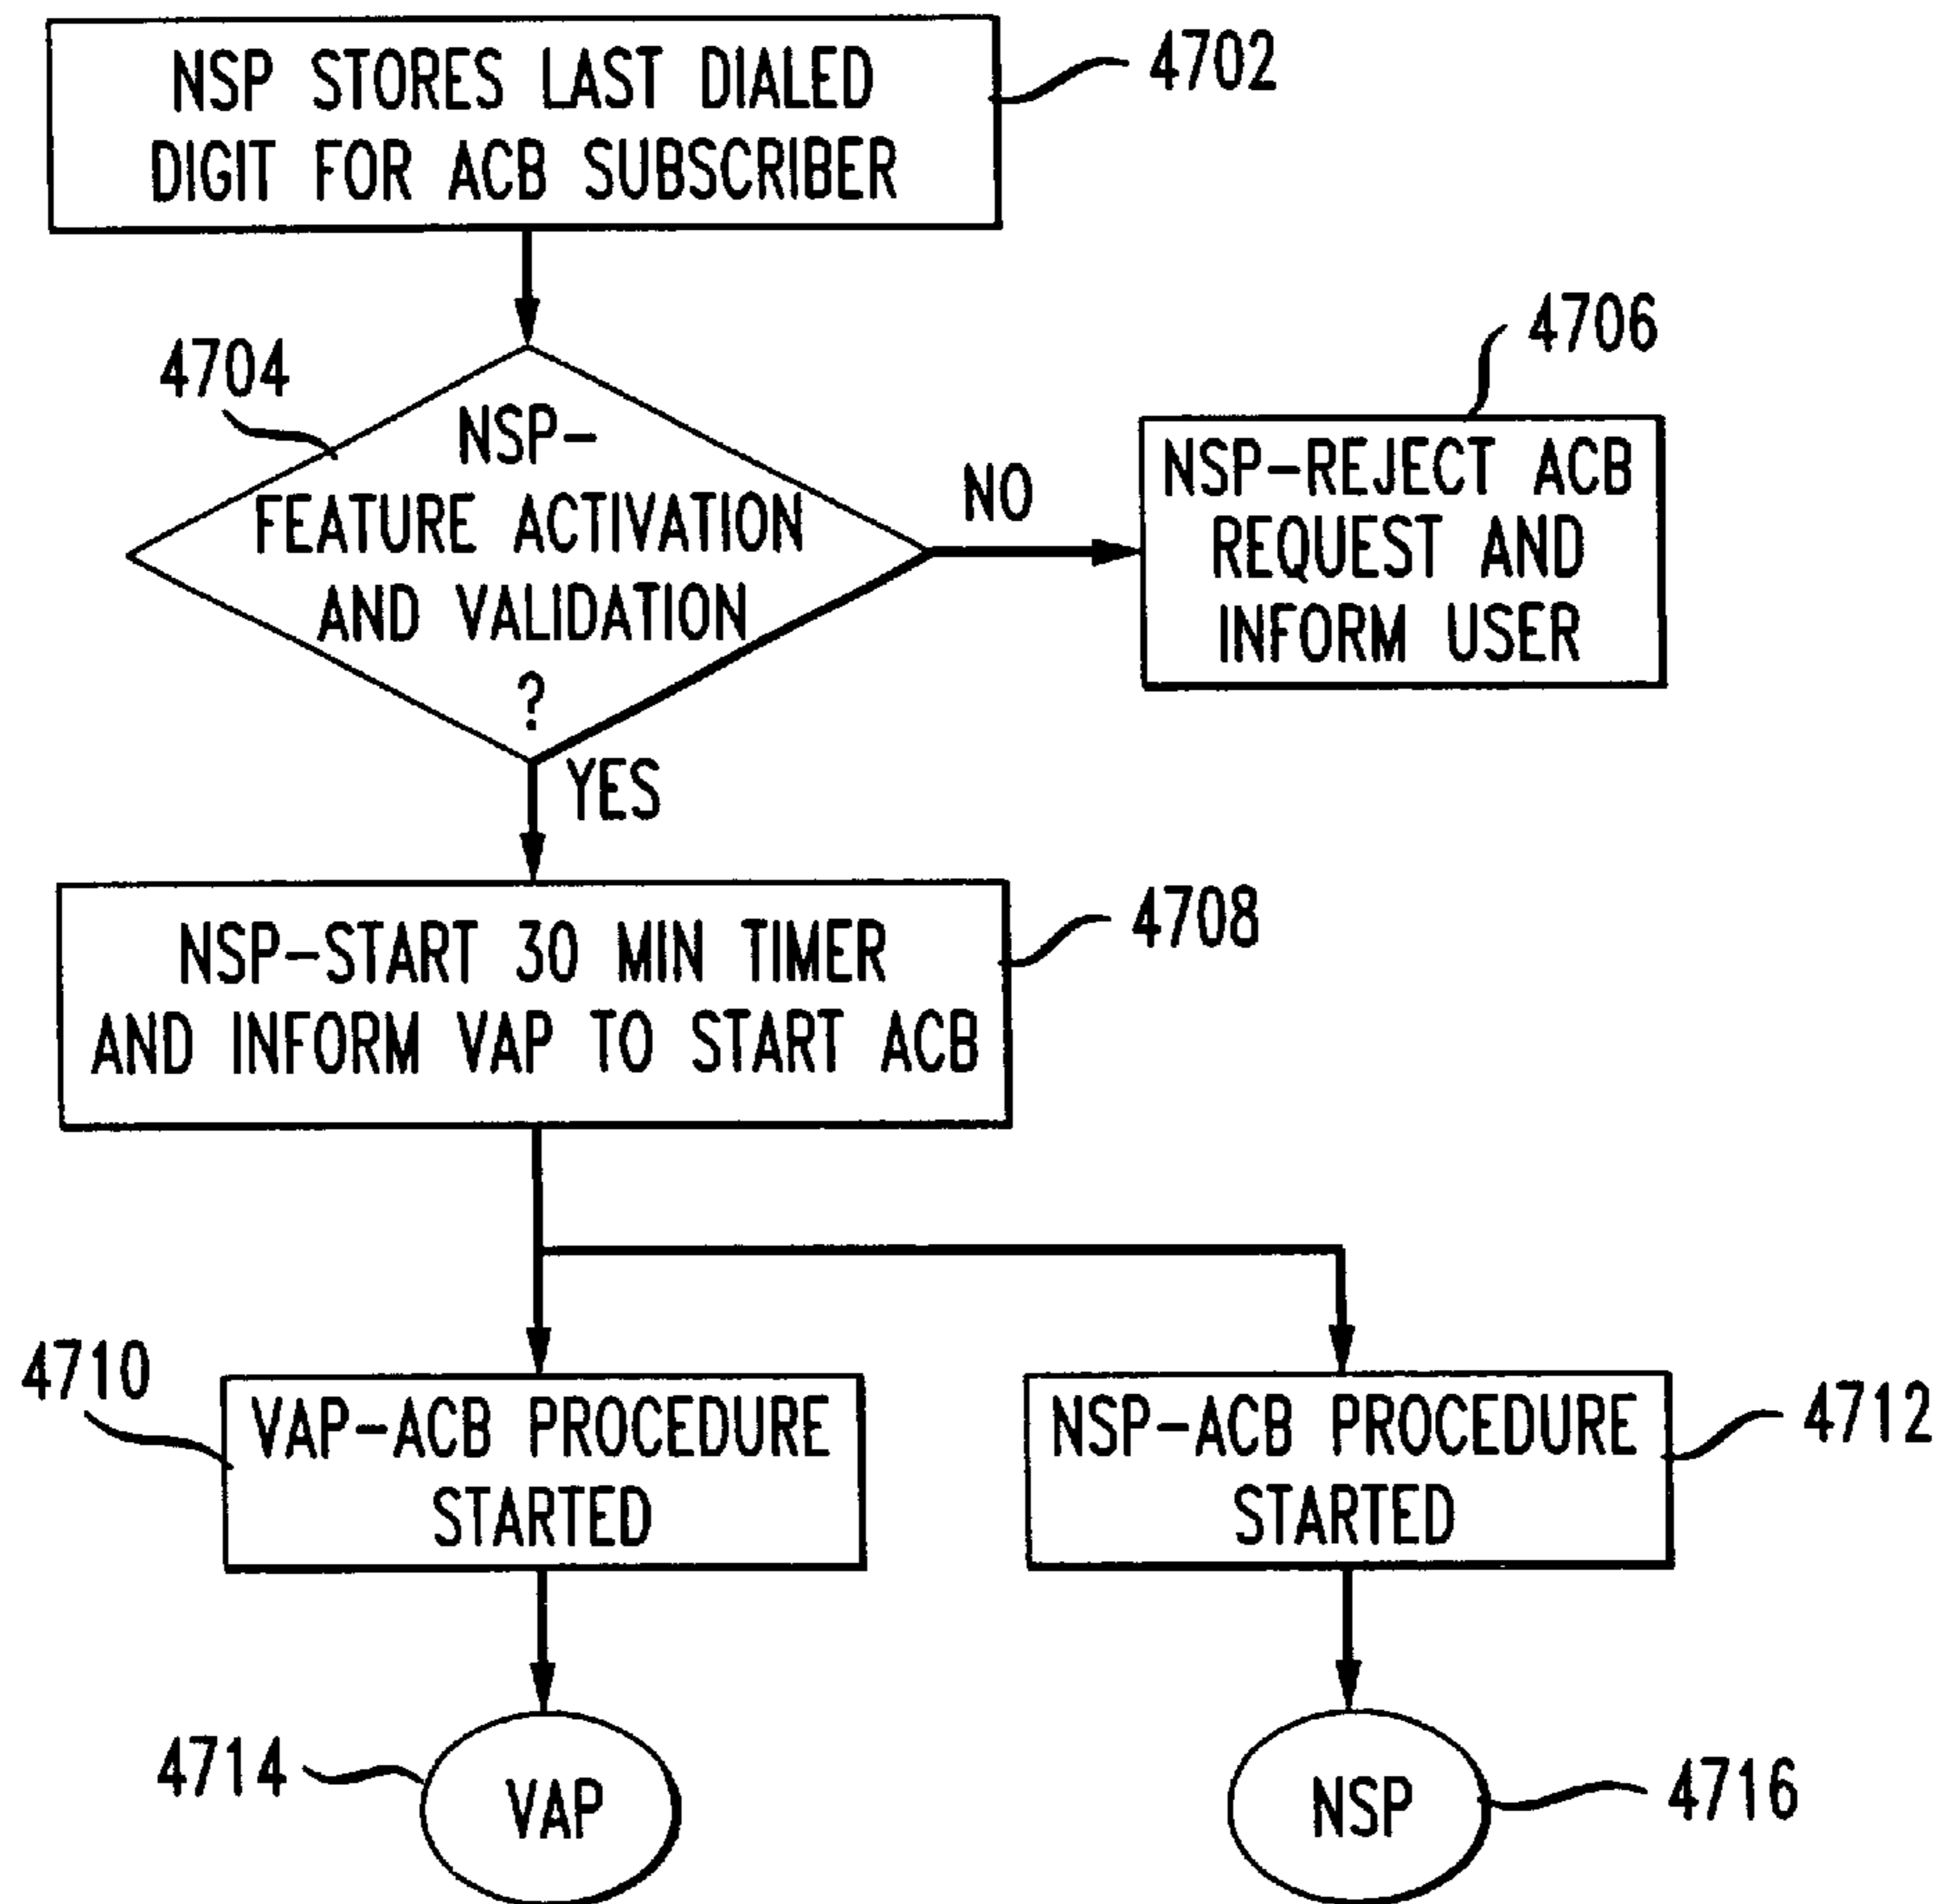 NSP STORES LAST DIALED
DIGIT FOR ACB SUBSCRIBER
4702
4704
NSP-
FEATURE ACTIVATION
AND VALIDATION
?
NO
4706
NSP-REJECT ACB
REQUEST AND
INFORM USER
YES
NSP-START 30 MIN TIMER
AND INFORM VAP TO START ACB
4708
4710
VAP-ACB PROCEDURE
STARTED
NSP-ACB PROCEDURE
STARTED
4712
4714
VAP
NSP
4716